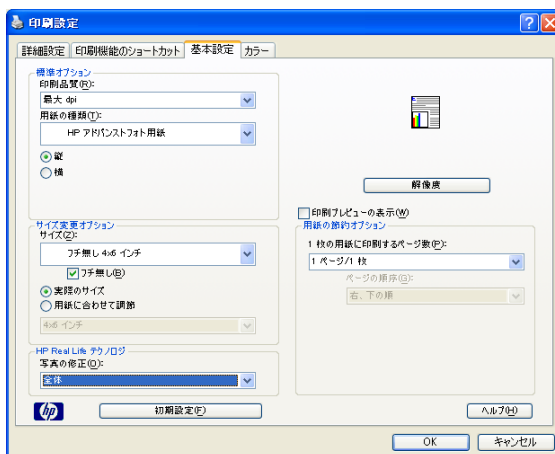 印刷設定
詳細設定 印刷機能のショートカット 基本設定 カラー
標準オプション
印刷品質(R):
最大 dpi
用紙の種類(T):
HP アドバンストフォト用紙
縦
横
サイズ変更オプション
サイズ(Z):
フチ無し 4x6 インチ
フチ無し(B)
実際のサイズ
用紙に合わせて調節
4x6 インチ
HP Real Life テクノロジ
写真の修正(O):
全体
解像度
印刷プレビューの表示(W)
用紙の節約オプション
1 枚の用紙に印刷するページ数(P):
1 ページ/1 枚
ページの順序(G):
右、下の順
hp
初期設定(F)
ヘルプ(H)
OK
キャンセル